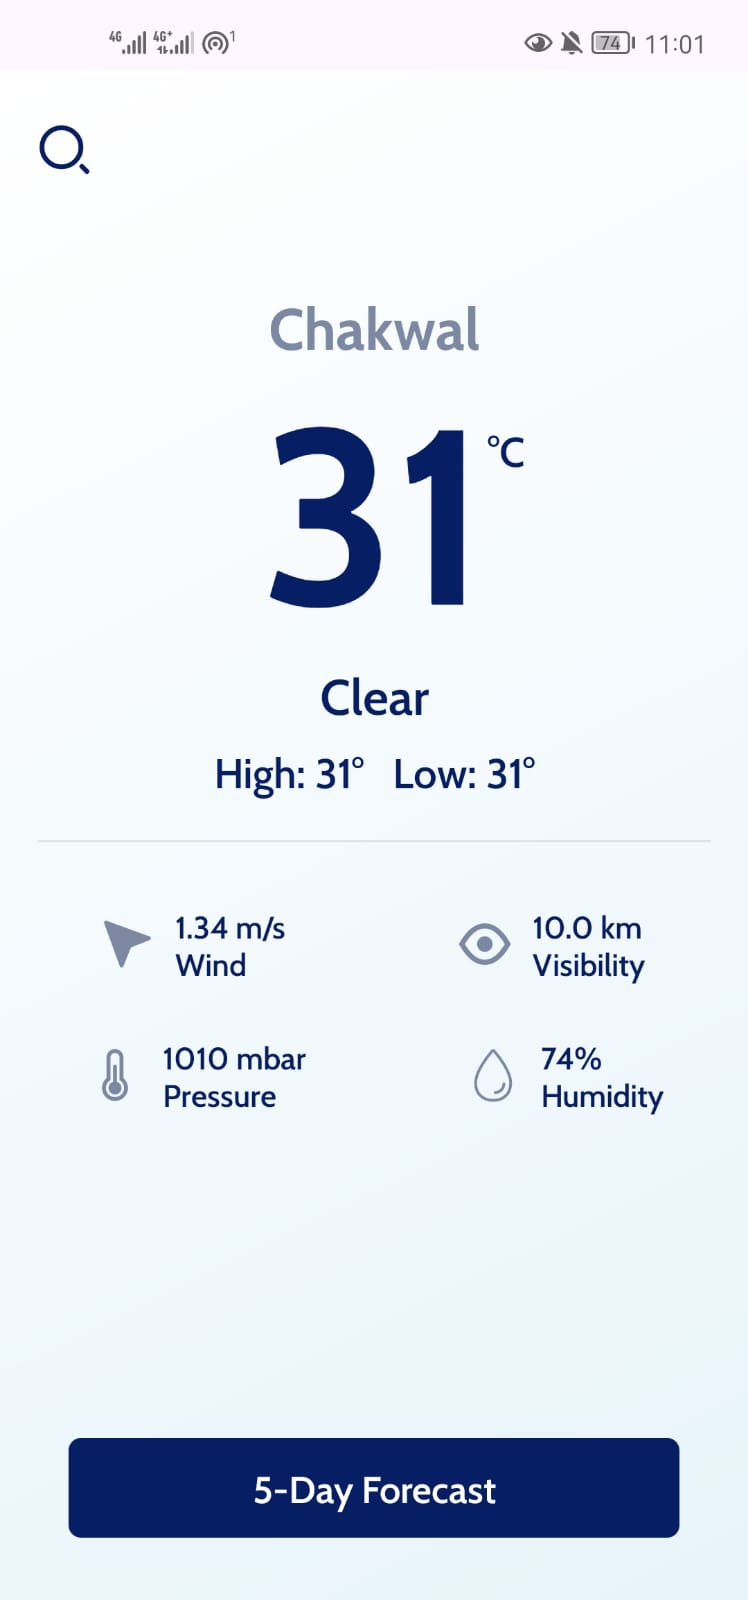 4G 4G+ 1 74 11:01
Chakwal
31 °C
Clear
High: 31° Low: 31°
1.34 m/s
Wind
10.0 km
Visibility
1010 mbar
Pressure
74%
Humidity
5-Day Forecast